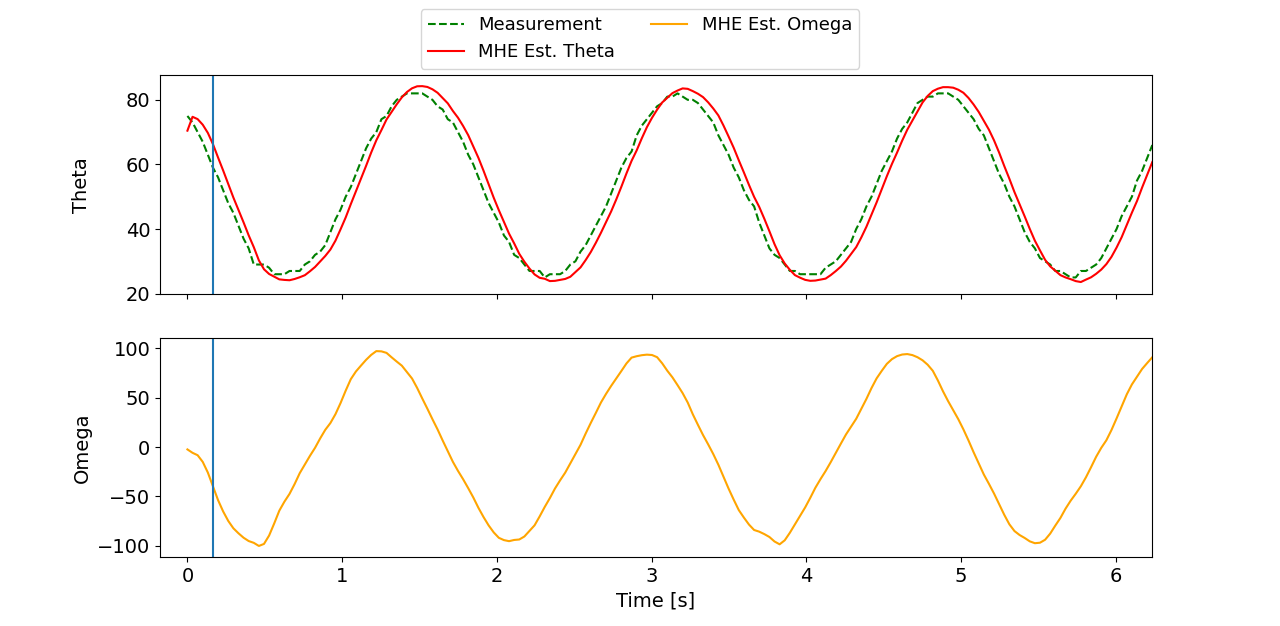 Measurement
MHE Est. Theta
MHE Est. Omega
Theta
80
60
40
20
Omega
100
50
0
−50
−100
0 1 2 3 4 5 6
Time [s]